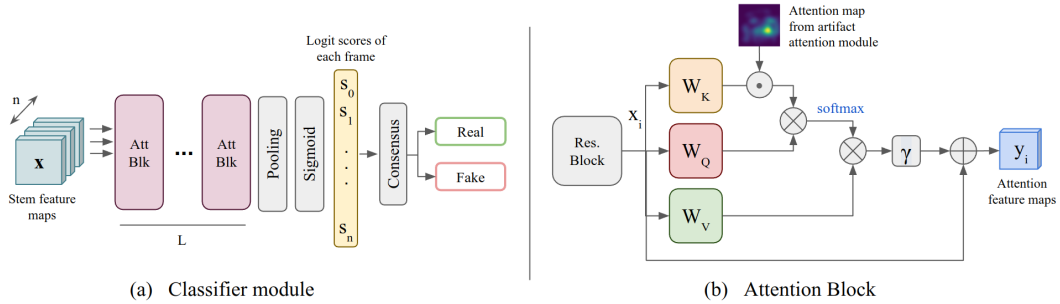 n
x
Stem feature
maps
Att
Blk
...
Att
Blk
L
Pooling
Sigmoid
Logit scores of
each frame
s0
s1
.
.
.
sn
Consensus
Real
Fake
(a) Classifier module
Attention map
from artifact
attention module
Res.
Block
xi
WK
WQ
WV
softmax
γ
yi
Attention
feature maps
(b) Attention Block